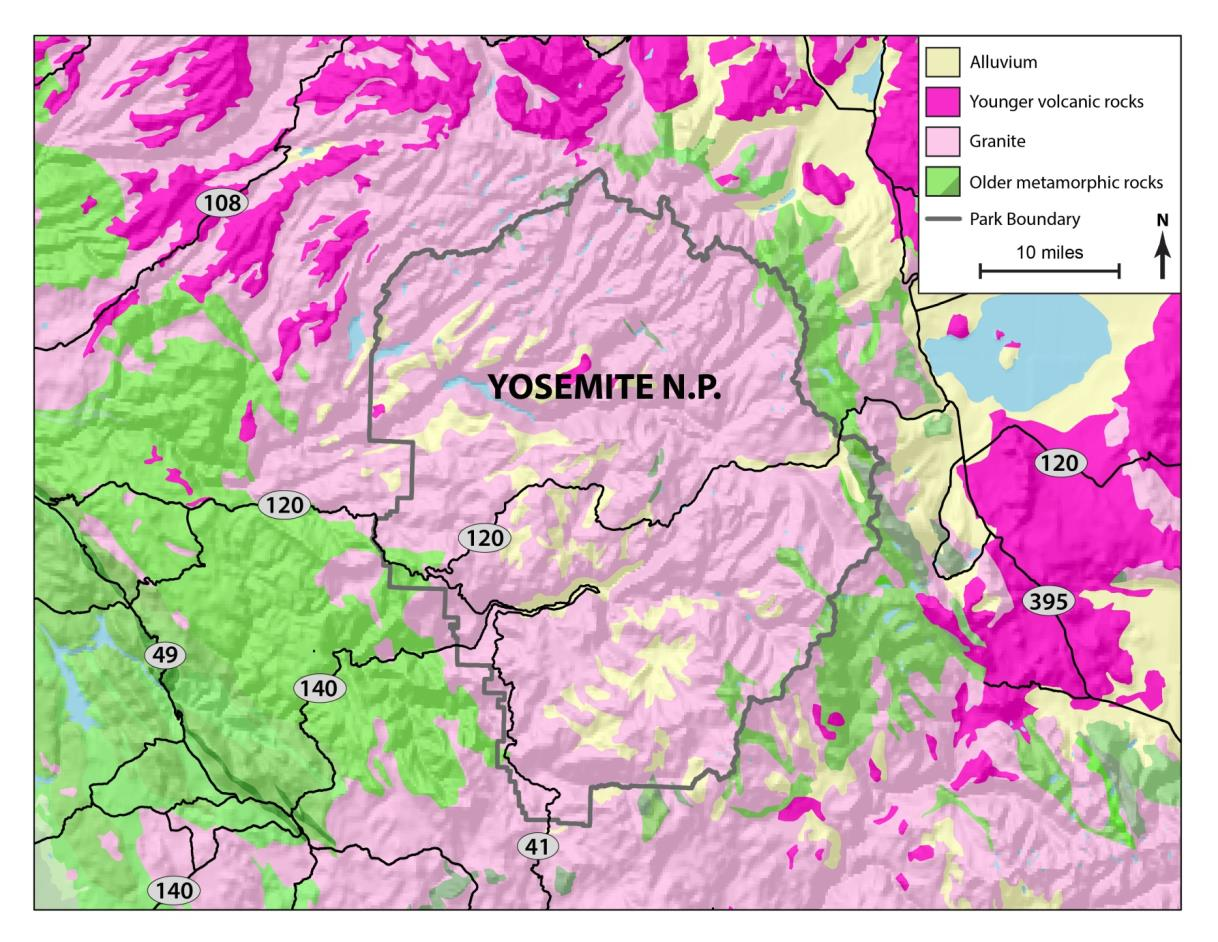 Alluvium
Younger volcanic rocks
Granite
Older metamorphic rocks
Park Boundary
N
10 miles
108
YOSEMITE N.P.
120
120
120
395
49
140
41
140